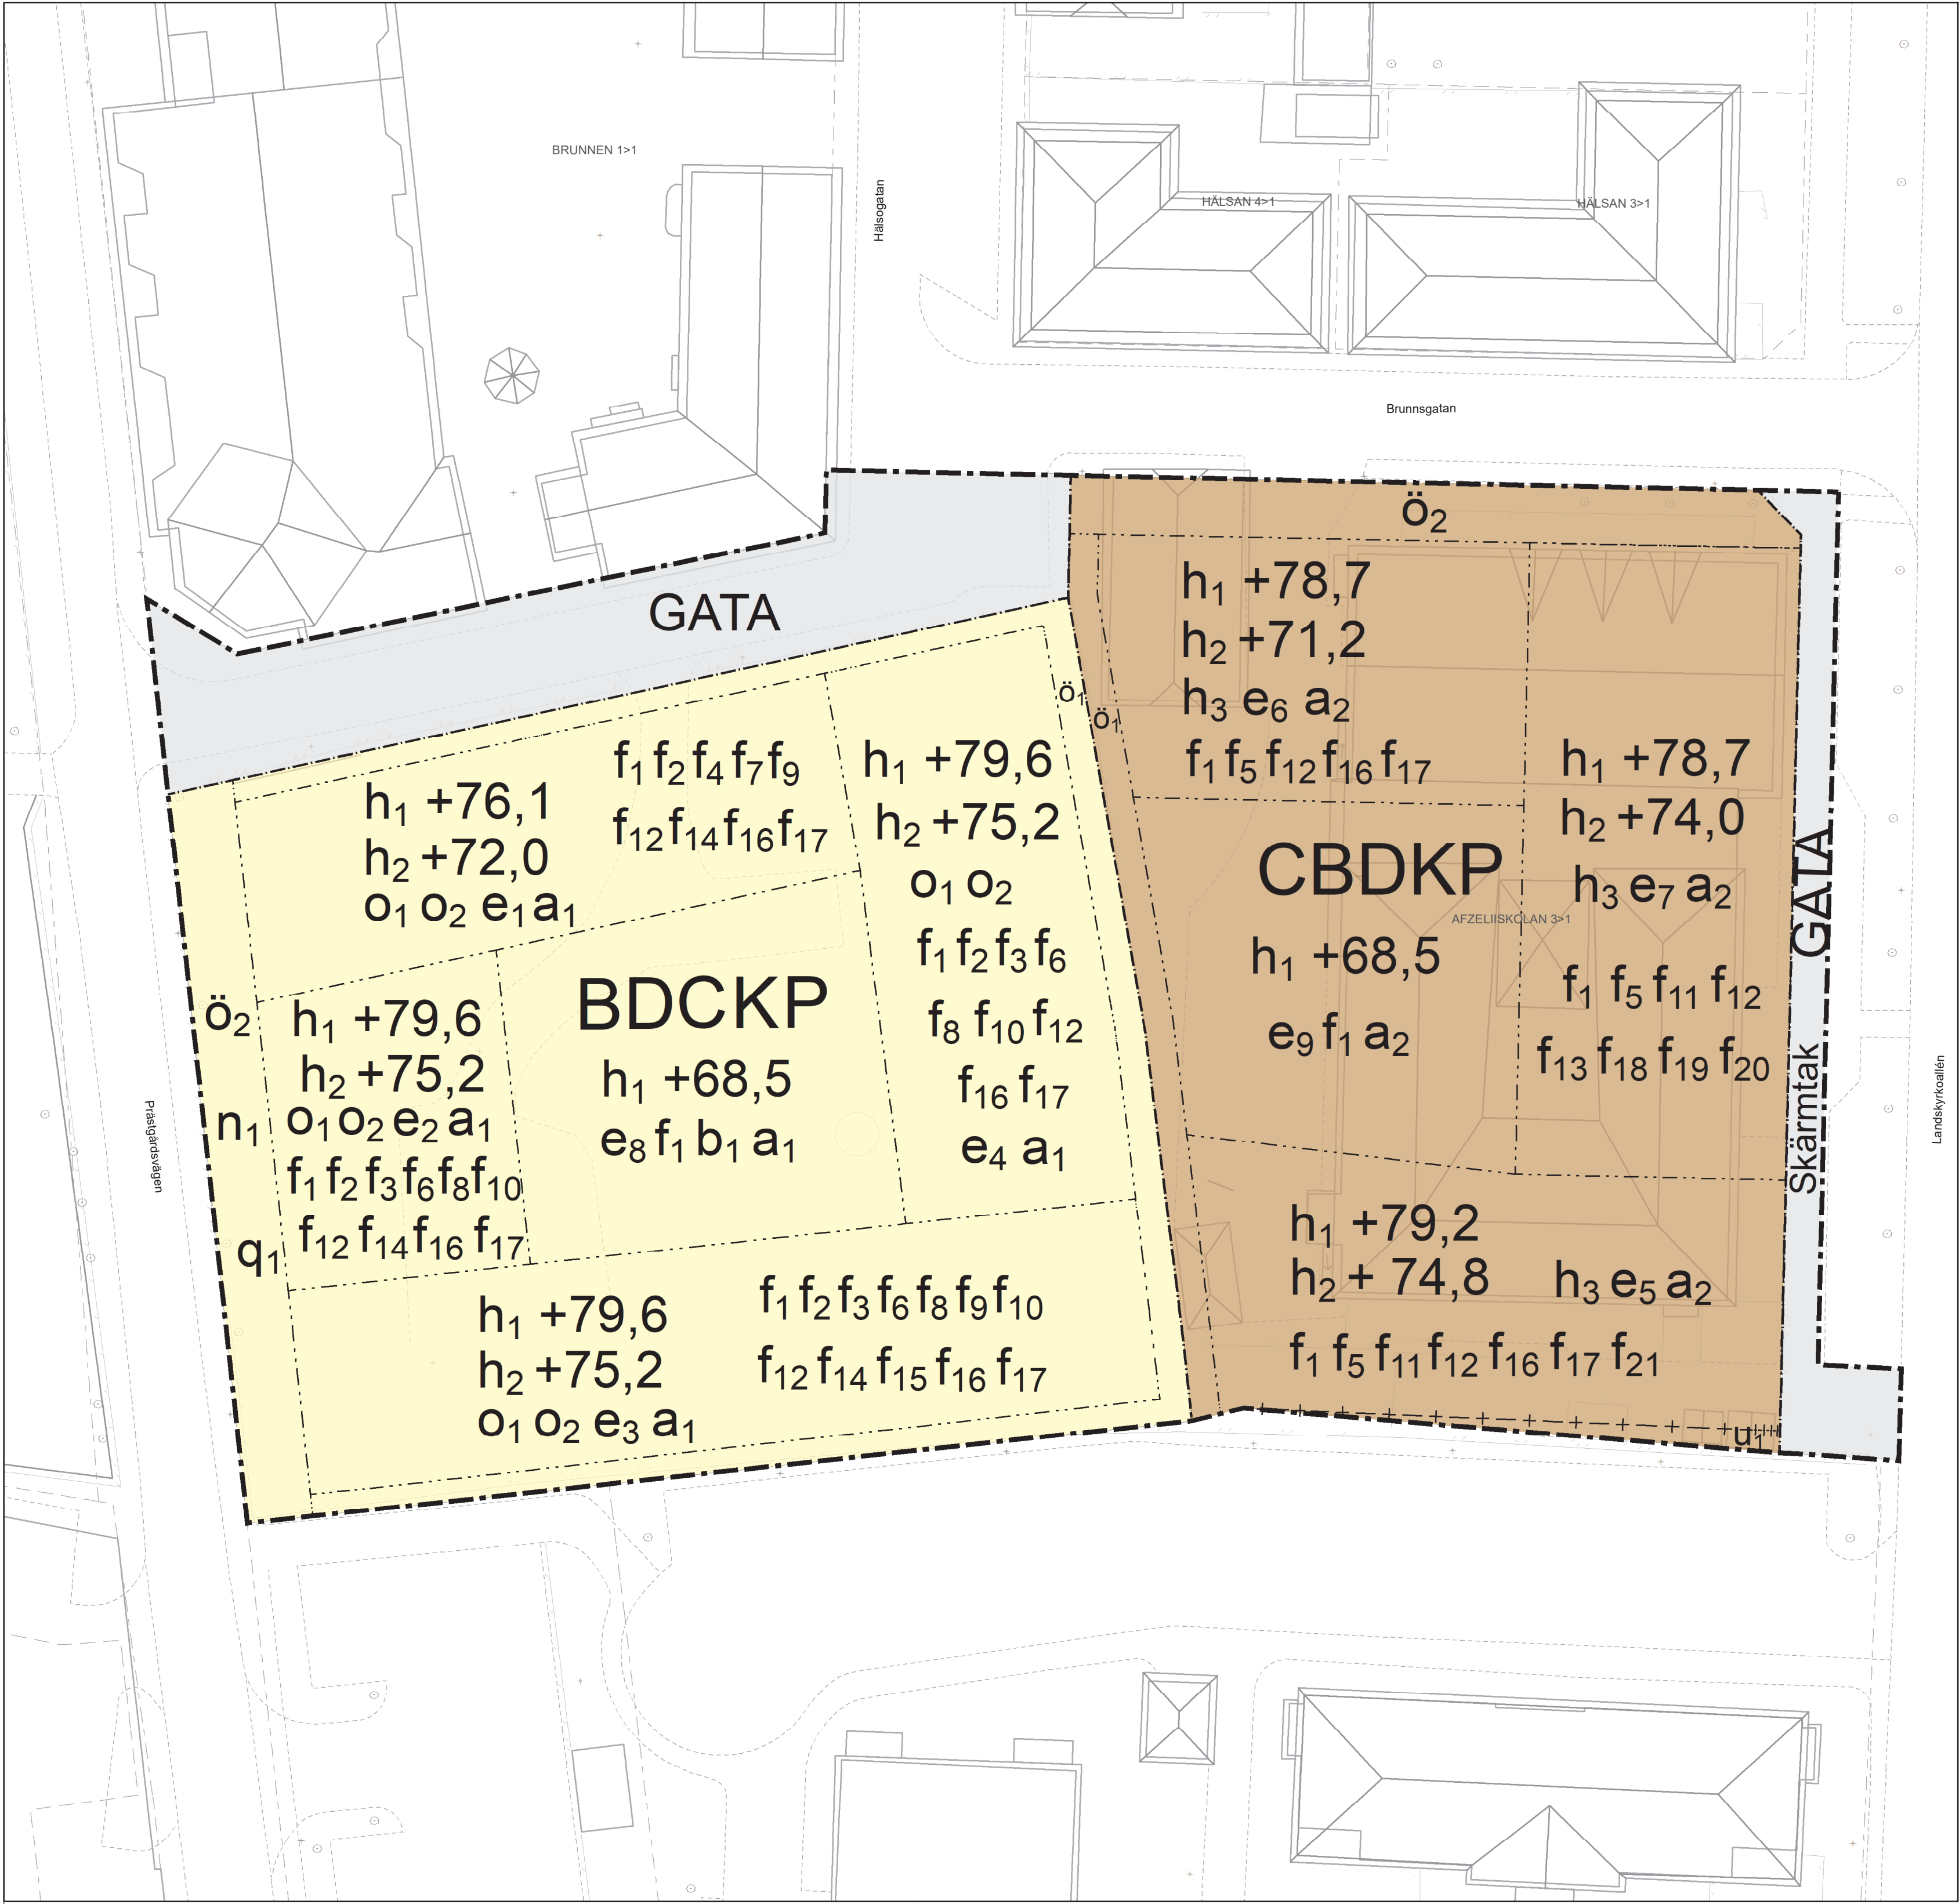 BRUNNEN 1>1
Hälsogatan
HÄLSAN 4>1
HÄLSAN 3>1
Brunnsgatan
GATA
ö2
h1 +78,7
h2 +71,2
h3 e6 a2
f1 f5 f12 f16 f17
ö1
ö1
h1 +76,1
h2 +72,0
o1 o2 e1 a1
f1 f2 f4 f7 f9
f12 f14 f16 f17
h1 +79,6
h2 +75,2
o1 o2
f1 f2 f3 f6
f8 f10 f12
f16 f17
e4 a1
CBDKP
AFZELIISKOLAN 3>1
h1 +68,5
e9 f1 a2
h1 +78,7
h2 +74,0
h3 e7 a2
f1 f5 f11 f12
f13 f18 f19 f20
GATA
Skärmtak
Landskyrkoallén
BDCKP
h1 +68,5
e8 f1 b1 a1
ö2
n1
q1
h1 +79,6
h2 +75,2
o1 o2 e2 a1
f1 f2 f3 f6 f8 f10
f12 f14 f16 f17
Prästgårdsvägen
h1 +79,6
h2 +75,2
o1 o2 e3 a1
f1 f2 f3 f6 f8 f9 f10
f12 f14 f15 f16 f17
h1 +79,2
h2 + 74,8
h3 e5 a2
f1 f5 f11 f12 f16 f17 f21
u1